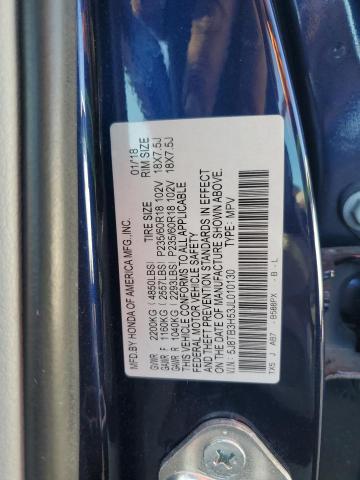 MFD.BY HONDA OF AMERICA MFG.,INC. 01/18
TIRE SIZE RIM SIZE
GVWR 2200KG (4850LBS)
GAWR F 1160KG (2557LBS) P235/60R18 102V 18X7.5J
GAWR R 1040KG (2293LBS) P235/60R18 102V 18X7.5J
THIS VEHICLE CONFORMS TO ALL APPLICABLE
FEDERAL MOTOR VEHICLE SAFETY
AND THEFT PREVENTION STANDARDS IN EFFECT
ON THE DATE OF MANUFACTURE SHOWN ABOVE.
V.I.N: 5J8TB3H53JL010130 TYPE: MPV
TX5 J AB7 B588PX - B - L